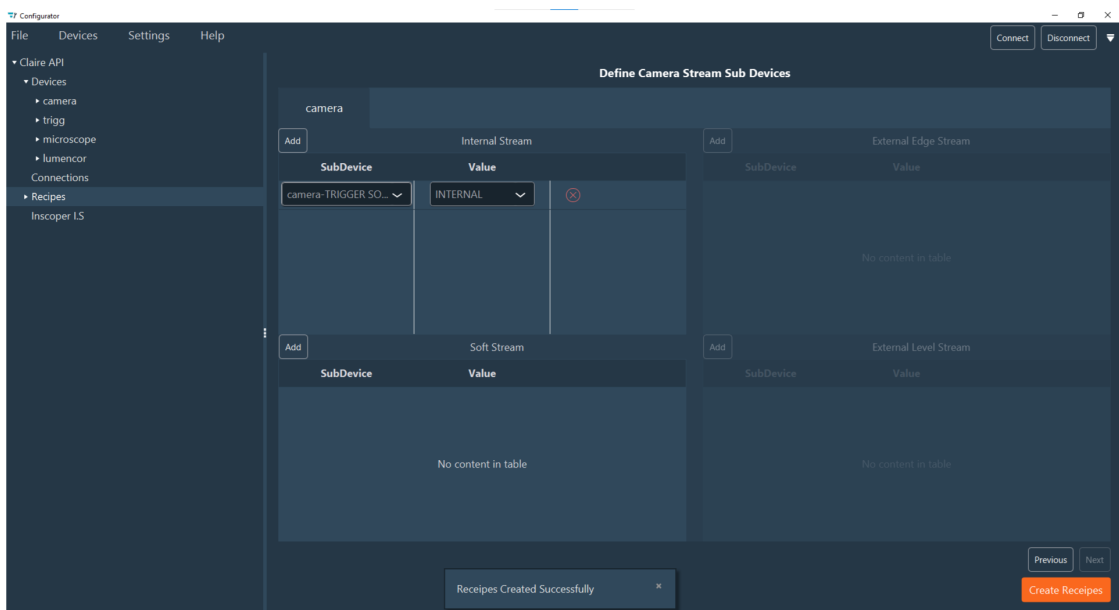 Configurator
File Devices Settings Help
Connect Disconnect
Claire API
Devices
camera
trigg
microscope
lumencor
Connections
Recipes
Inscoper I.S
Define Camera Stream Sub Devices
camera
Add Internal Stream
SubDevice Value
camera-TRIGGER SO... INTERNAL
Add External Edge Stream
SubDevice Value
No content in table
Add Soft Stream
SubDevice Value
No content in table
Add External Level Stream
SubDevice Value
No content in table
Previous Next
Create Receipes
Receipes Created Successfully